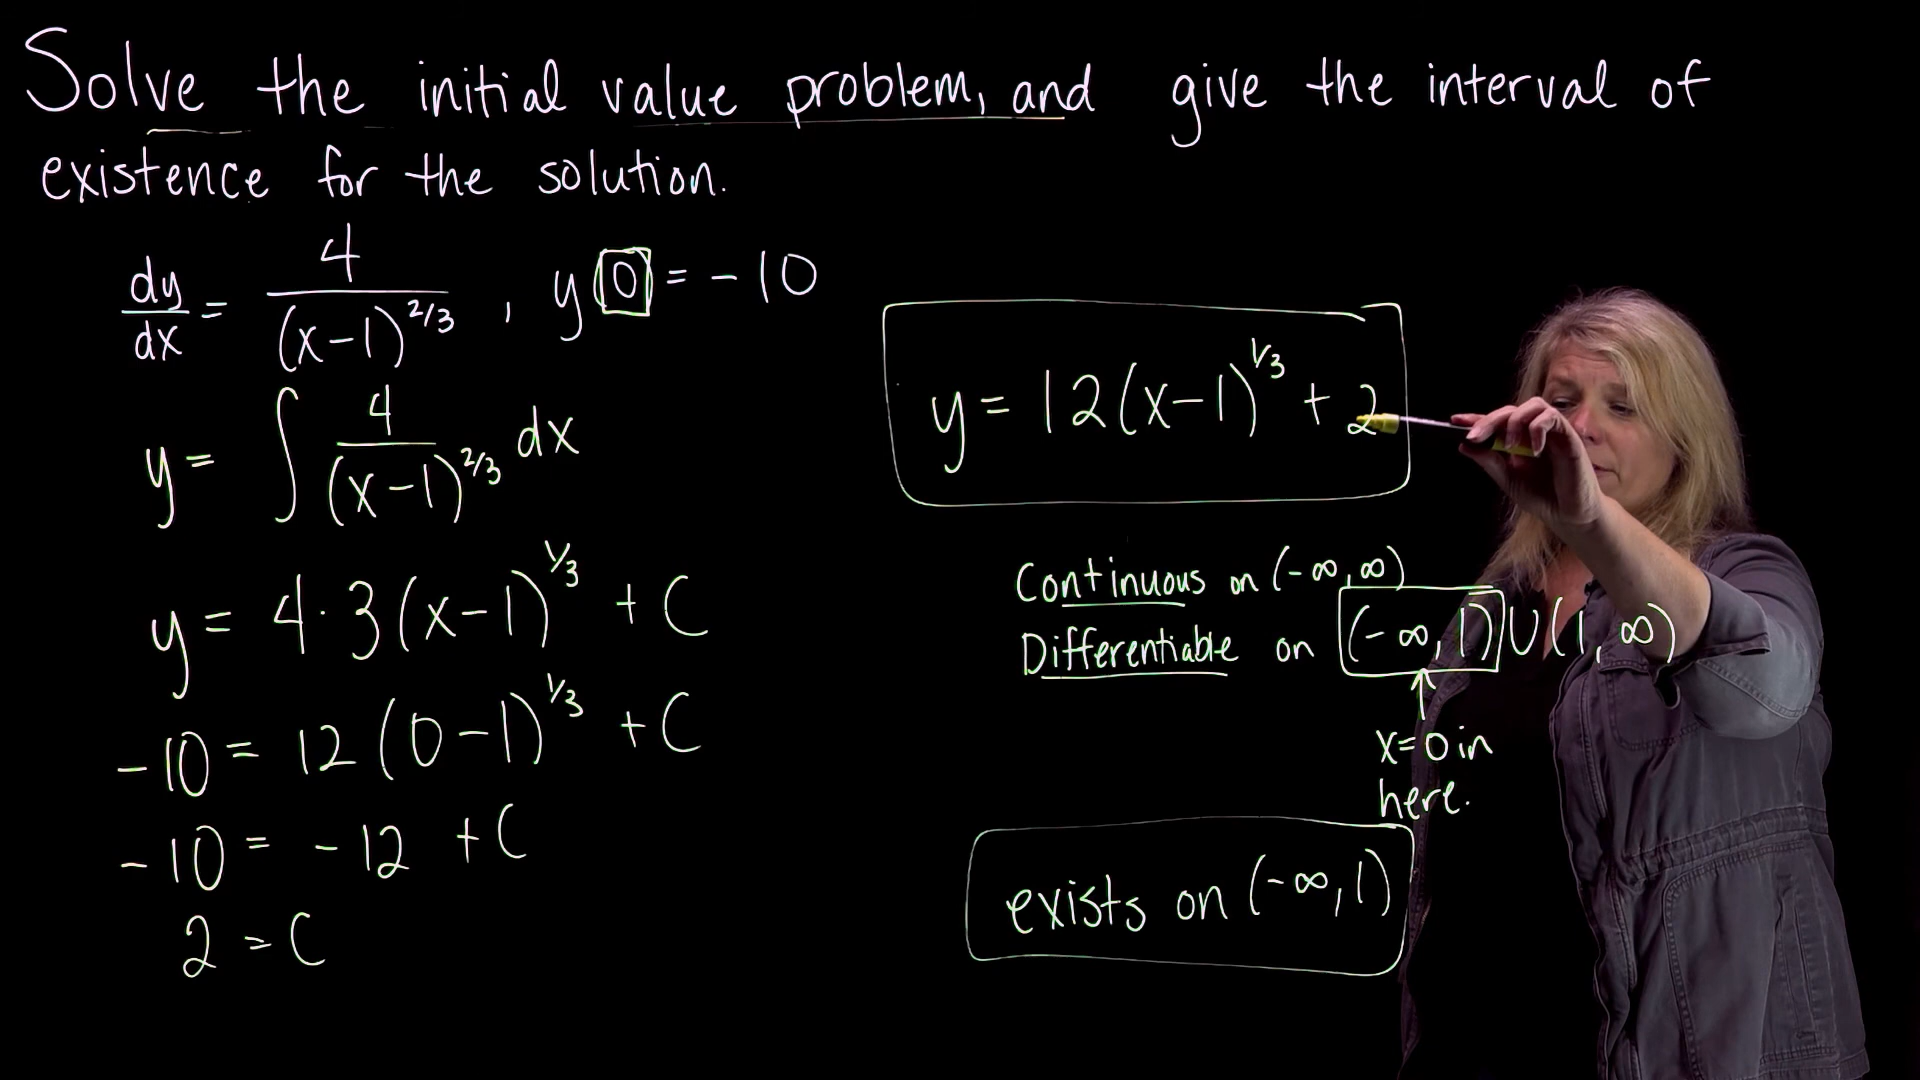 Solve the initial value problem, and give the interval of
existence for the solution.
dy/dx = 4/(x-1)^2/3 , y(0) = -10
y = ∫ 4/(x-1)^2/3 dx
y = 4·3(x-1)^1/3 + C
-10 = 12(0-1)^1/3 + C
-10 = -12 + C
2 = C
y = 12(x-1)^1/3 + 2
Continuous on (-∞,∞)
Differentiable on (-∞,1)∪(1,∞)
↑
x=0 in
here.
exists on (-∞,1)